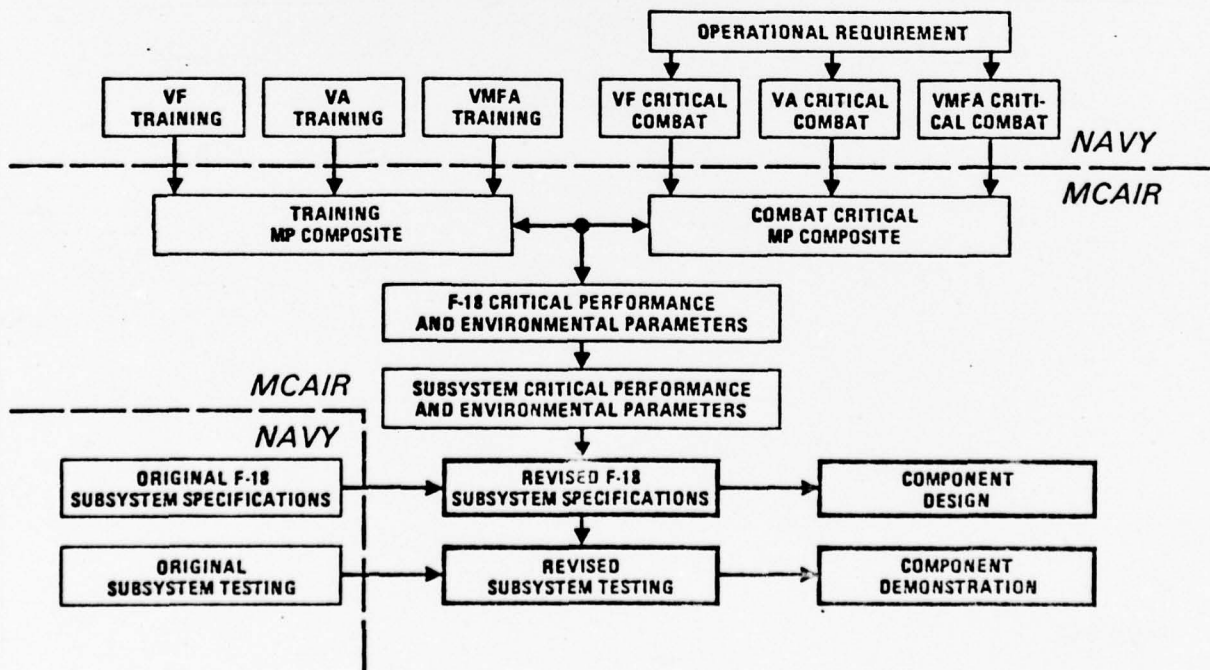 OPERATIONAL REQUIREMENT
VF
TRAINING
VA
TRAINING
VMFA
TRAINING
VF CRITICAL
COMBAT
VA CRITICAL
COMBAT
VMFA CRITI-
CAL COMBAT
NAVY
MCAIR
TRAINING
MP COMPOSITE
COMBAT CRITICAL
MP COMPOSITE
F-18 CRITICAL PERFORMANCE
AND ENVIRONMENTAL PARAMETERS
SUBSYSTEM CRITICAL PERFORMANCE
AND ENVIRONMENTAL PARAMETERS
MCAIR
NAVY
ORIGINAL F-18
SUBSYSTEM SPECIFICATIONS
REVISED F-18
SUBSYSTEM SPECIFICATIONS
COMPONENT
DESIGN
ORIGINAL
SUBSYSTEM TESTING
REVISED
SUBSYSTEM TESTING
COMPONENT
DEMONSTRATION